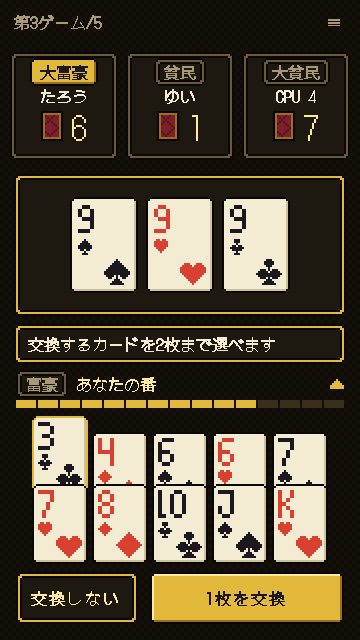 第3ゲーム/5
大富豪
たろう
6
貧民
ゆい
1
大貧民
CPU 4
7
9 9 9
交換するカードを2枚まで選べます
富豪 あなたの番
3 4 6 6 7
7 8 10 J K
交換しない
1枚を交換